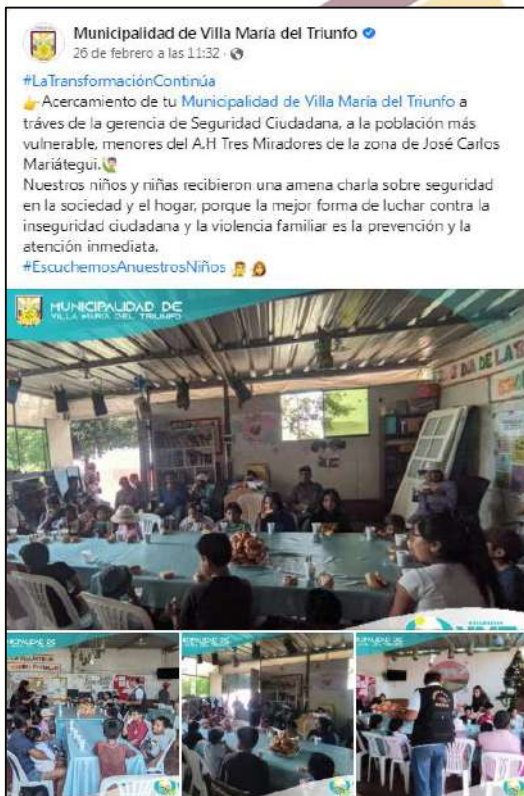 Municipalidad de Villa María del Triunfo
26 de febrero a las 11:32 ·
#LaTransformaciónContinúa
Acercamiento de tu Municipalidad de Villa María del Triunfo a
tráves de la gerencia de Seguridad Ciudadana, a la población más
vulnerable, menores del A.H Tres Miradores de la zona de José Carlos
Mariátegui.
Nuestros niños y niñas recibieron una amena charla sobre seguridad
en la sociedad y el hogar, porque la mejor forma de luchar contra la
inseguridad ciudadana y la violencia familiar es la prevención y la
atención inmediata.
#EscuchemosAnuestrosNiños
MUNICIPALIDAD DE
VILLA MARÍA DEL TRIUNFO
DIA DE LA